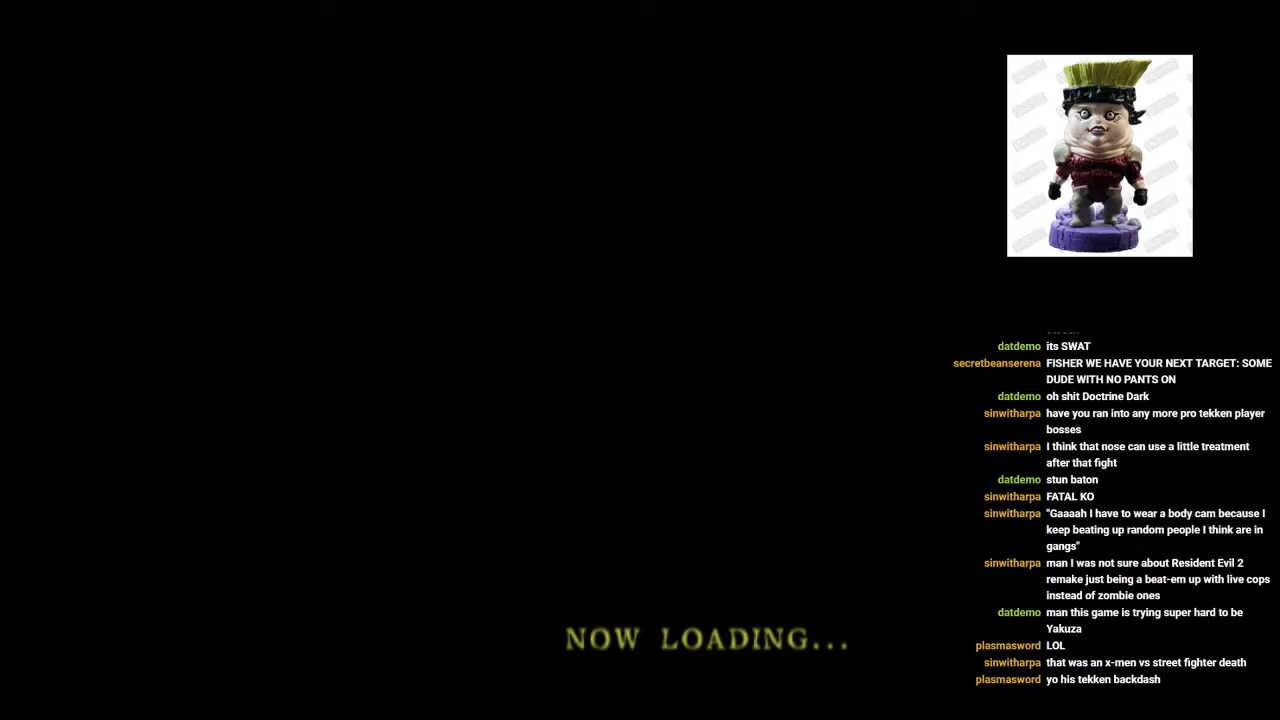 datdemo its SWAT
secretbeanserena FISHER WE HAVE YOUR NEXT TARGET: SOME
DUDE WITH NO PANTS ON
datdemo oh shit Doctrine Dark
sinwitharpa have you ran into any more pro tekken player
bosses
sinwitharpa I think that nose can use a little treatment
after that fight
datdemo stun baton
sinwitharpa FATAL KO
sinwitharpa "Gaaaah I have to wear a body cam because I
keep beating up random people I think are in
gangs"
sinwitharpa man I was not sure about Resident Evil 2
remake just being a beat-em up with live cops
instead of zombie ones
datdemo man this game is trying super hard to be
Yakuza
plasmasword LOL
sinwitharpa that was an x-men vs street fighter death
plasmasword yo his tekken backdash
NOW LOADING...